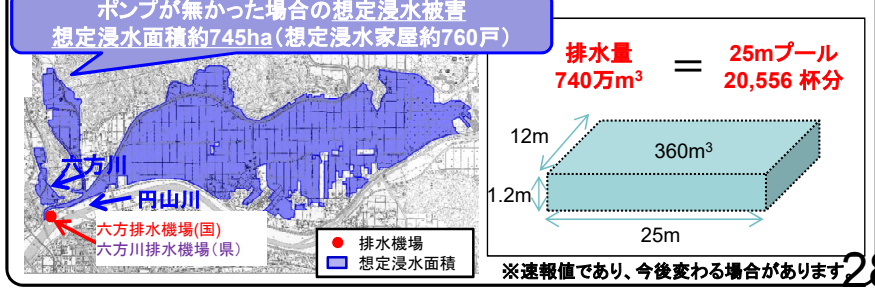 ポンプが無かった場合の想定浸水被害
想定浸水面積約745ha(想定浸水家屋約760戸)
六方川
円山川
六方排水機場(国)
六方川排水機場(県)
排水機場
想定浸水面積
排水量
740万m³
=
25mプール
20,556 杯分
12m
360m³
1.2m
25m
※速報値であり、今後変わる場合があります
28